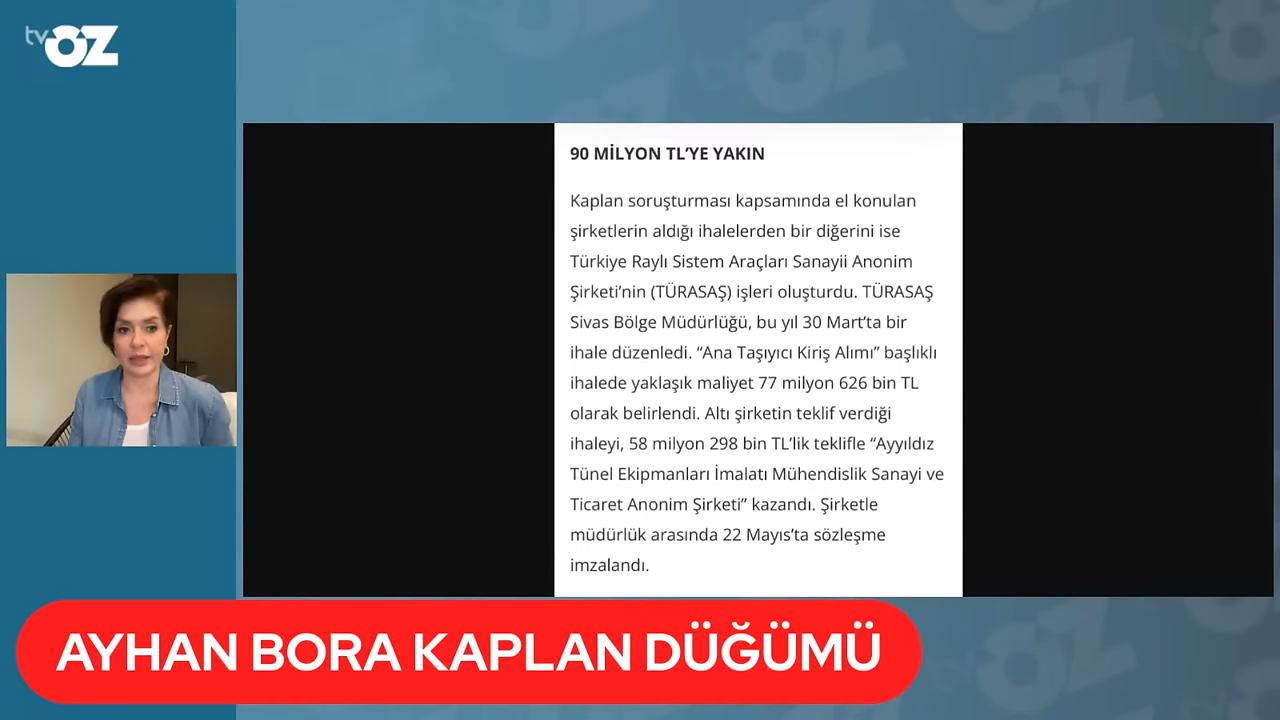 tv ÖZ
90 MİLYON TL’YE YAKIN
Kaplan soruşturması kapsamında el konulan
şirketlerin aldığı ihalelerden bir diğerini ise
Türkiye Raylı Sistem Araçları Sanayii Anonim
Şirketi’nin (TÜRASAŞ) işleri oluşturdu. TÜRASAŞ
Sivas Bölge Müdürlüğü, bu yıl 30 Mart’ta bir
ihale düzenledi. “Ana Taşıyıcı Kiriş Alımı” başlıklı
ihalede yaklaşık maliyet 77 milyon 626 bin TL
olarak belirlendi. Altı şirketin teklif verdiği
ihaleyi, 58 milyon 298 bin TL’lik teklifle “Ayyıldız
Tünel Ekipmanları İmalatı Mühendislik Sanayi ve
Ticaret Anonim Şirketi” kazandı. Şirketle
müdürlük arasında 22 Mayıs’ta sözleşme
imzalandı.
AYHAN BORA KAPLAN DÜĞÜMÜ